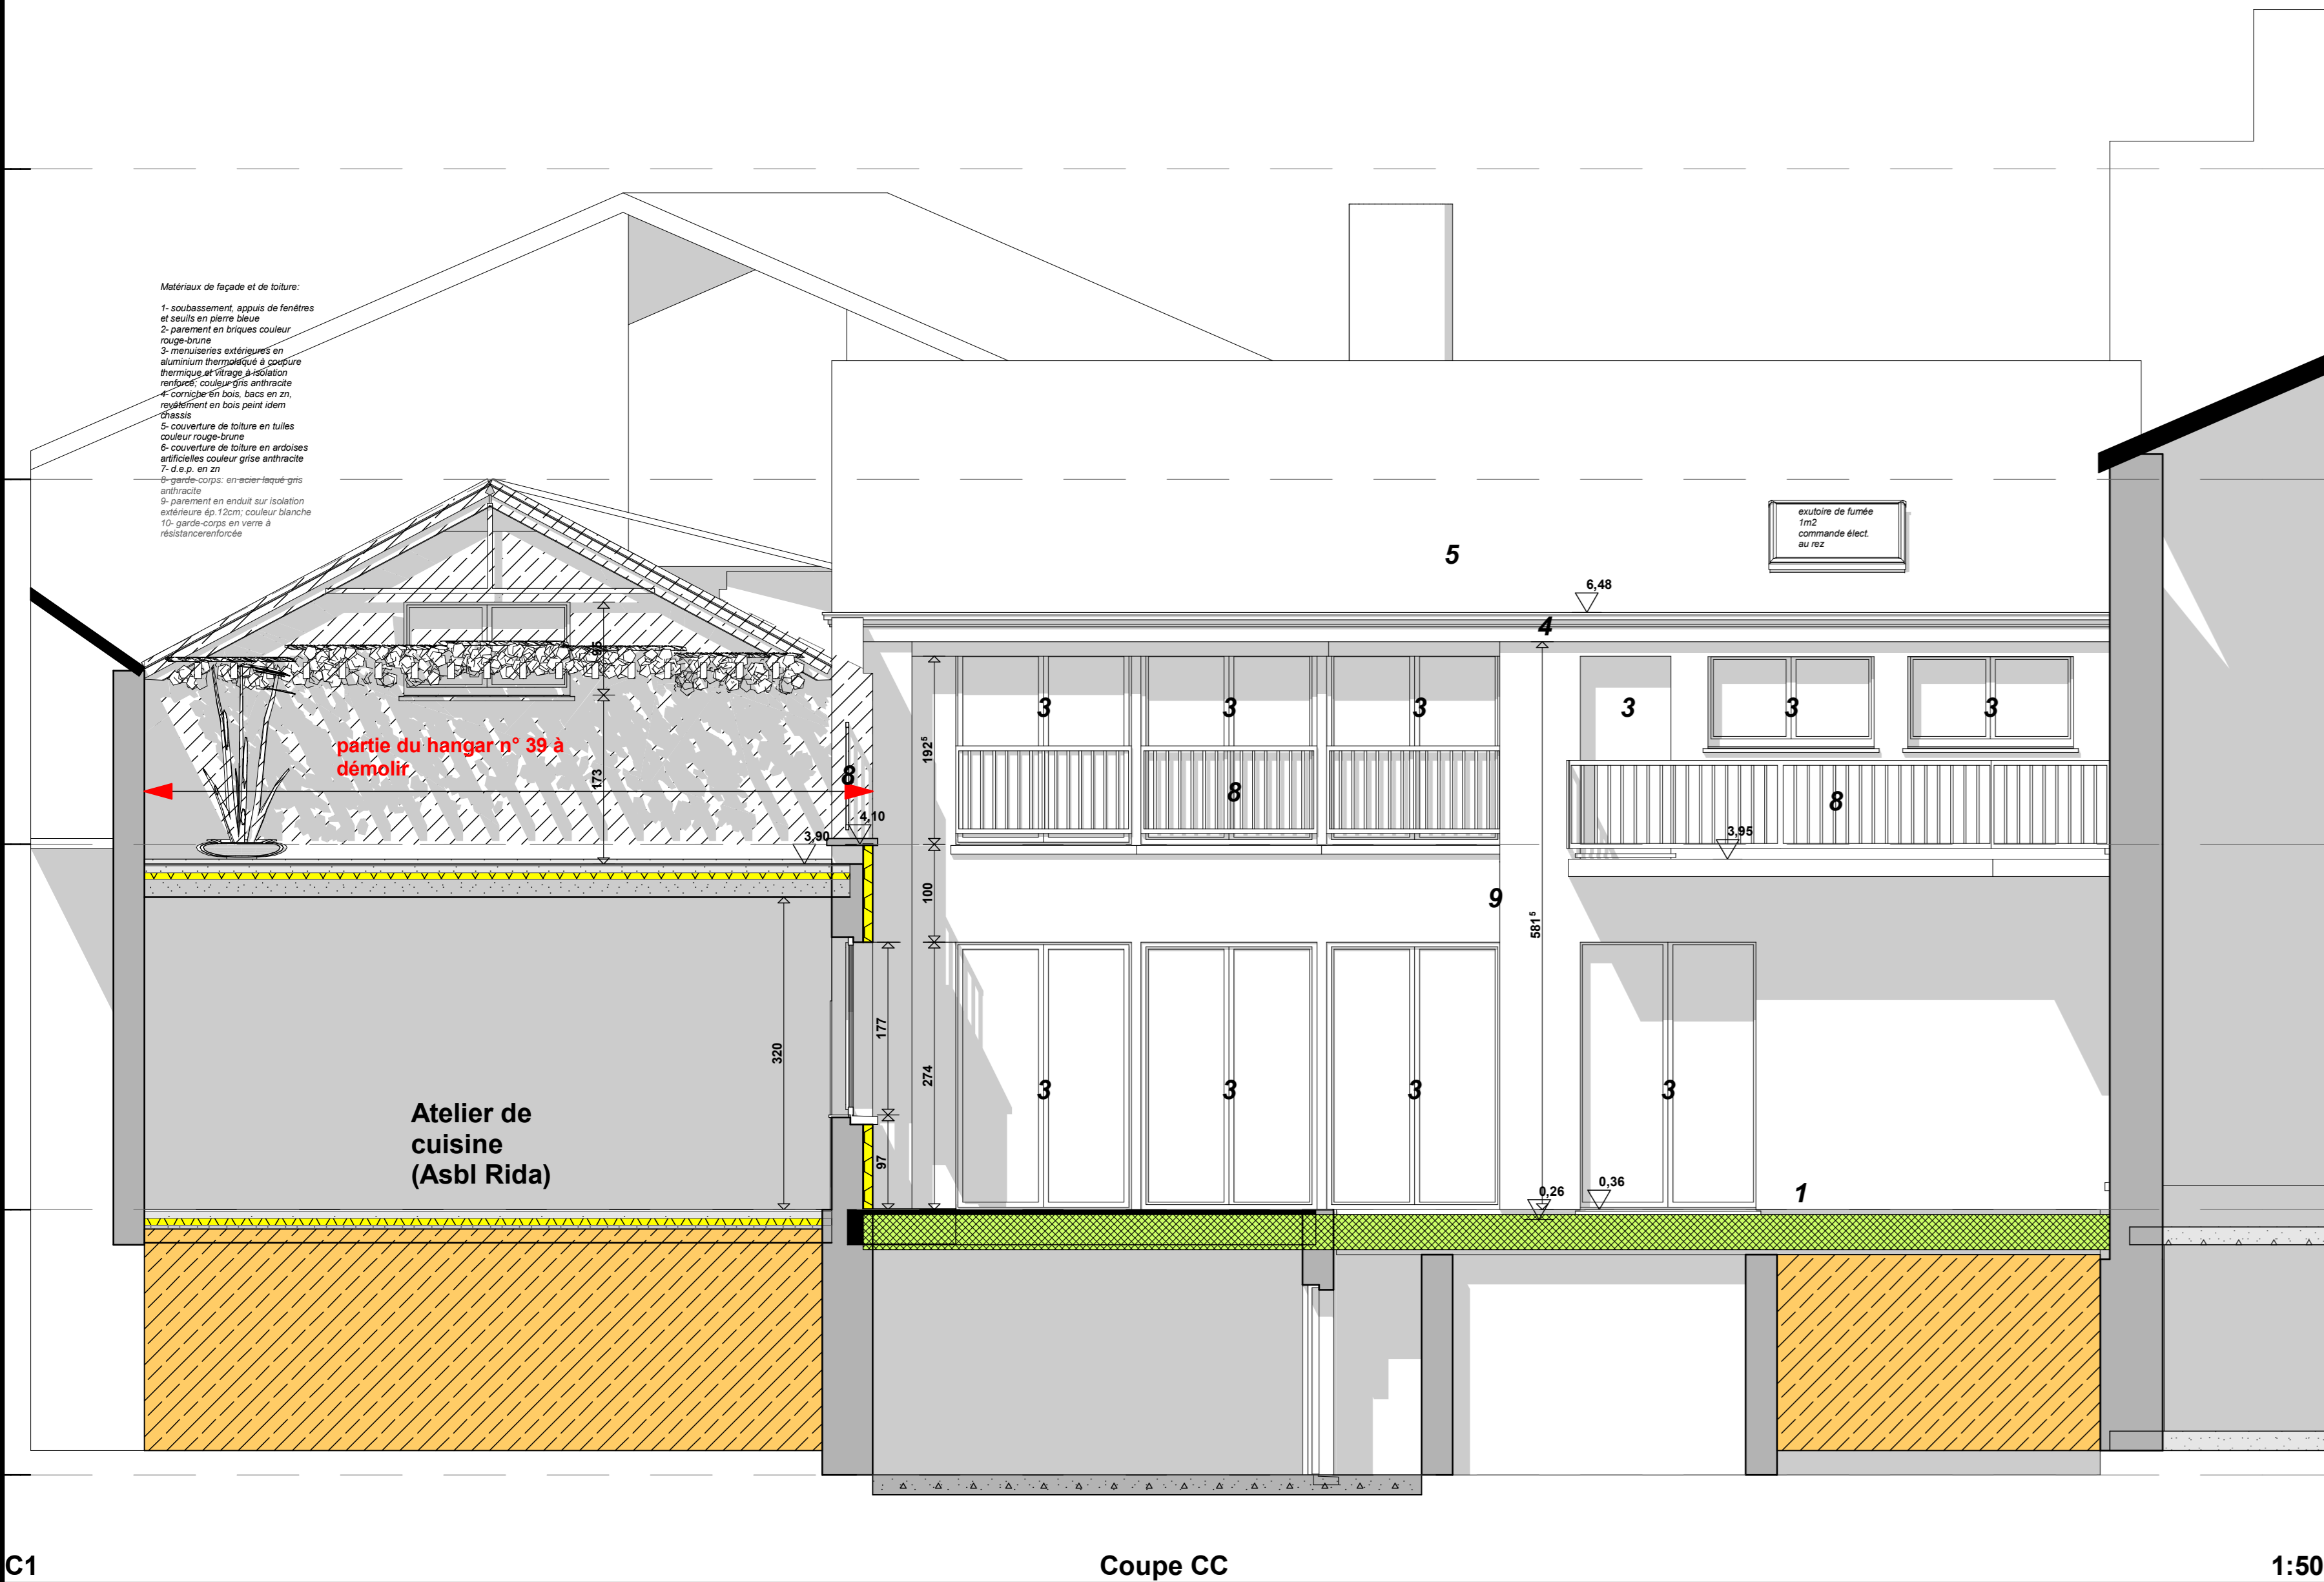 Matériaux de façade et de toiture:
1- soubassement, appuis de fenêtres
et seuils en pierre bleue
2- parement en briques couleur
rouge-brune
3- menuiseries extérieures en
aluminium thermolaqué à coupure
thermique et vitrage à isolation
renforcé; couleur gris anthracite
4- corniche en bois, bacs en zn,
revêtement en bois peint idem
chassis
5- couverture de toiture en tuiles
couleur rouge-brune
6- couverture de toiture en ardoises
artificielles couleur grise anthracite
7- d.e.p. en zn
8- garde-corps: en acier laqué gris
anthracite
9- parement en enduit sur isolation
extérieure ép.12cm; couleur blanche
10- garde-corps en verre à
résistancerenforcée
exutoire de fumée
1m2
commande élect.
au rez
5
6,48
4
95
3
3
3
3
3
3
192⁵
partie du hangar n° 39 à
démolir
173
8
8
8
4,10
3,90
3,95
100
9
581⁵
320
177
274
97
3
3
3
3
Atelier de
cuisine
(Asbl Rida)
0,26
0,36
1
C1
Coupe CC
1:50